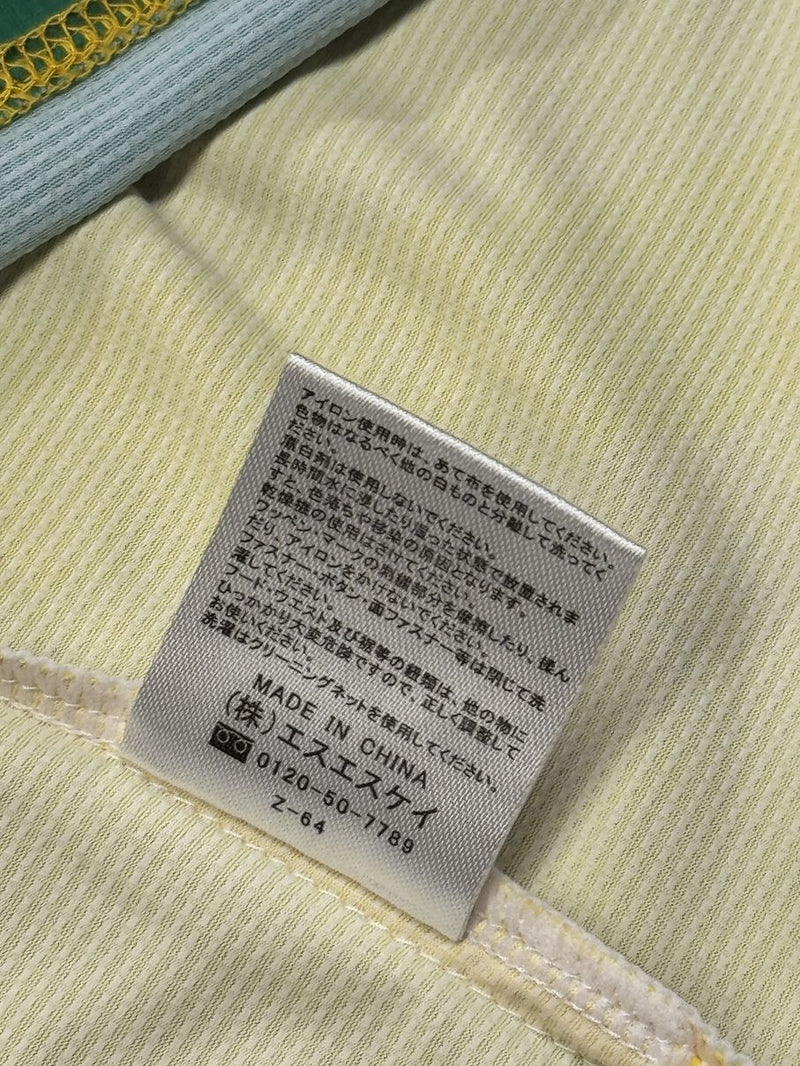 アイロン使用時は、あて布を使用してください。
色物はなるべく他の白ものと分離して洗ってく
ださい。
漂白剤は使用しないでください。
長時間水に浸したり湿った状態で放置されま
すと、色落ちや移染の原因となります。
乾燥機の使用はさけてください。
ワッペン・マークの刺繍部分を摩擦したり、揉ん
だり、アイロンをかけないでください。
ファスナー・ボタン・面ファスナー等は閉じて洗
濯してください。
フード・ウエスト及び裾等の紐類は、他の物に
ひっかかり大変危険ですので、正しく調整して
お使いください。
洗濯はクリーニングネットを使用してください。
MADE IN CHINA
(株)エスエスケイ
0120-50-7789
Z-64